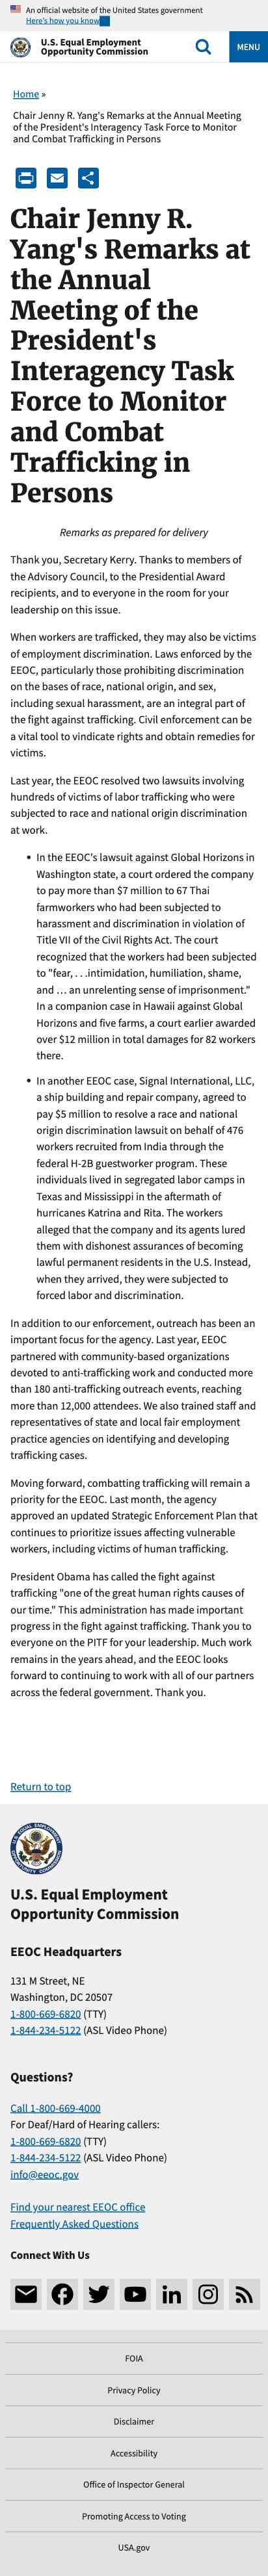 An official website of the United States government
Here's how you know
U.S. Equal Employment
Opportunity Commission
MENU
Home »
Chair Jenny R. Yang's Remarks at the Annual Meeting
of the President's Interagency Task Force to Monitor
and Combat Trafficking in Persons
Chair Jenny R.
Yang's Remarks at
the Annual
Meeting of the
President's
Interagency Task
Force to Monitor
and Combat
Trafficking in
Persons
Remarks as prepared for delivery
Thank you, Secretary Kerry. Thanks to members of
the Advisory Council, to the Presidential Award
recipients, and to everyone in the room for your
leadership on this issue.
When workers are trafficked, they may also be victims
of employment discrimination. Laws enforced by the
EEOC, particularly those prohibiting discrimination
on the bases of race, national origin, and sex,
including sexual harassment, are an integral part of
the fight against trafficking. Civil enforcement can be
a vital tool to vindicate rights and obtain remedies for
victims.
Last year, the EEOC resolved two lawsuits involving
hundreds of victims of labor trafficking who were
subjected to race and national origin discrimination
at work.
• In the EEOC's lawsuit against Global Horizons in
Washington state, a court ordered the company
to pay more than $7 million to 67 Thai
farmworkers who had been subjected to
harassment and discrimination in violation of
Title VII of the Civil Rights Act. The court
recognized that the workers had been subjected
to "fear, . . .intimidation, humiliation, shame,
and … an unrelenting sense of imprisonment."
In a companion case in Hawaii against Global
Horizons and five farms, a court earlier awarded
over $12 million in total damages for 82 workers
there.
• In another EEOC case, Signal International, LLC,
a ship building and repair company, agreed to
pay $5 million to resolve a race and national
origin discrimination lawsuit on behalf of 476
workers recruited from India through the
federal H-2B guestworker program. These
individuals lived in segregated labor camps in
Texas and Mississippi in the aftermath of
hurricanes Katrina and Rita. The workers
alleged that the company and its agents lured
them with dishonest assurances of becoming
lawful permanent residents in the U.S. Instead,
when they arrived, they were subjected to
forced labor and discrimination.
In addition to our enforcement, outreach has been an
important focus for the agency. Last year, EEOC
partnered with community-based organizations
devoted to anti-trafficking work and conducted more
than 180 anti-trafficking outreach events, reaching
more than 12,000 attendees. We also trained staff and
representatives of state and local fair employment
practice agencies on identifying and developing
trafficking cases.
Moving forward, combatting trafficking will remain a
priority for the EEOC. Last month, the agency
approved an updated Strategic Enforcement Plan that
continues to prioritize issues affecting vulnerable
workers, including victims of human trafficking.
President Obama has called the fight against
trafficking "one of the great human rights causes of
our time." This administration has made important
progress in the fight against trafficking. Thank you to
everyone on the PITF for your leadership. Much work
remains in the years ahead, and the EEOC looks
forward to continuing to work with all of our partners
across the federal government. Thank you.
Return to top
U.S. Equal Employment
Opportunity Commission
EEOC Headquarters
131 M Street, NE
Washington, DC 20507
1-800-669-6820 (TTY)
1-844-234-5122 (ASL Video Phone)
Questions?
Call 1-800-669-4000
For Deaf/Hard of Hearing callers:
1-800-669-6820 (TTY)
1-844-234-5122 (ASL Video Phone)
info@eeoc.gov
Find your nearest EEOC office
Frequently Asked Questions
Connect With Us
FOIA
Privacy Policy
Disclaimer
Accessibility
Office of Inspector General
Promoting Access to Voting
USA.gov